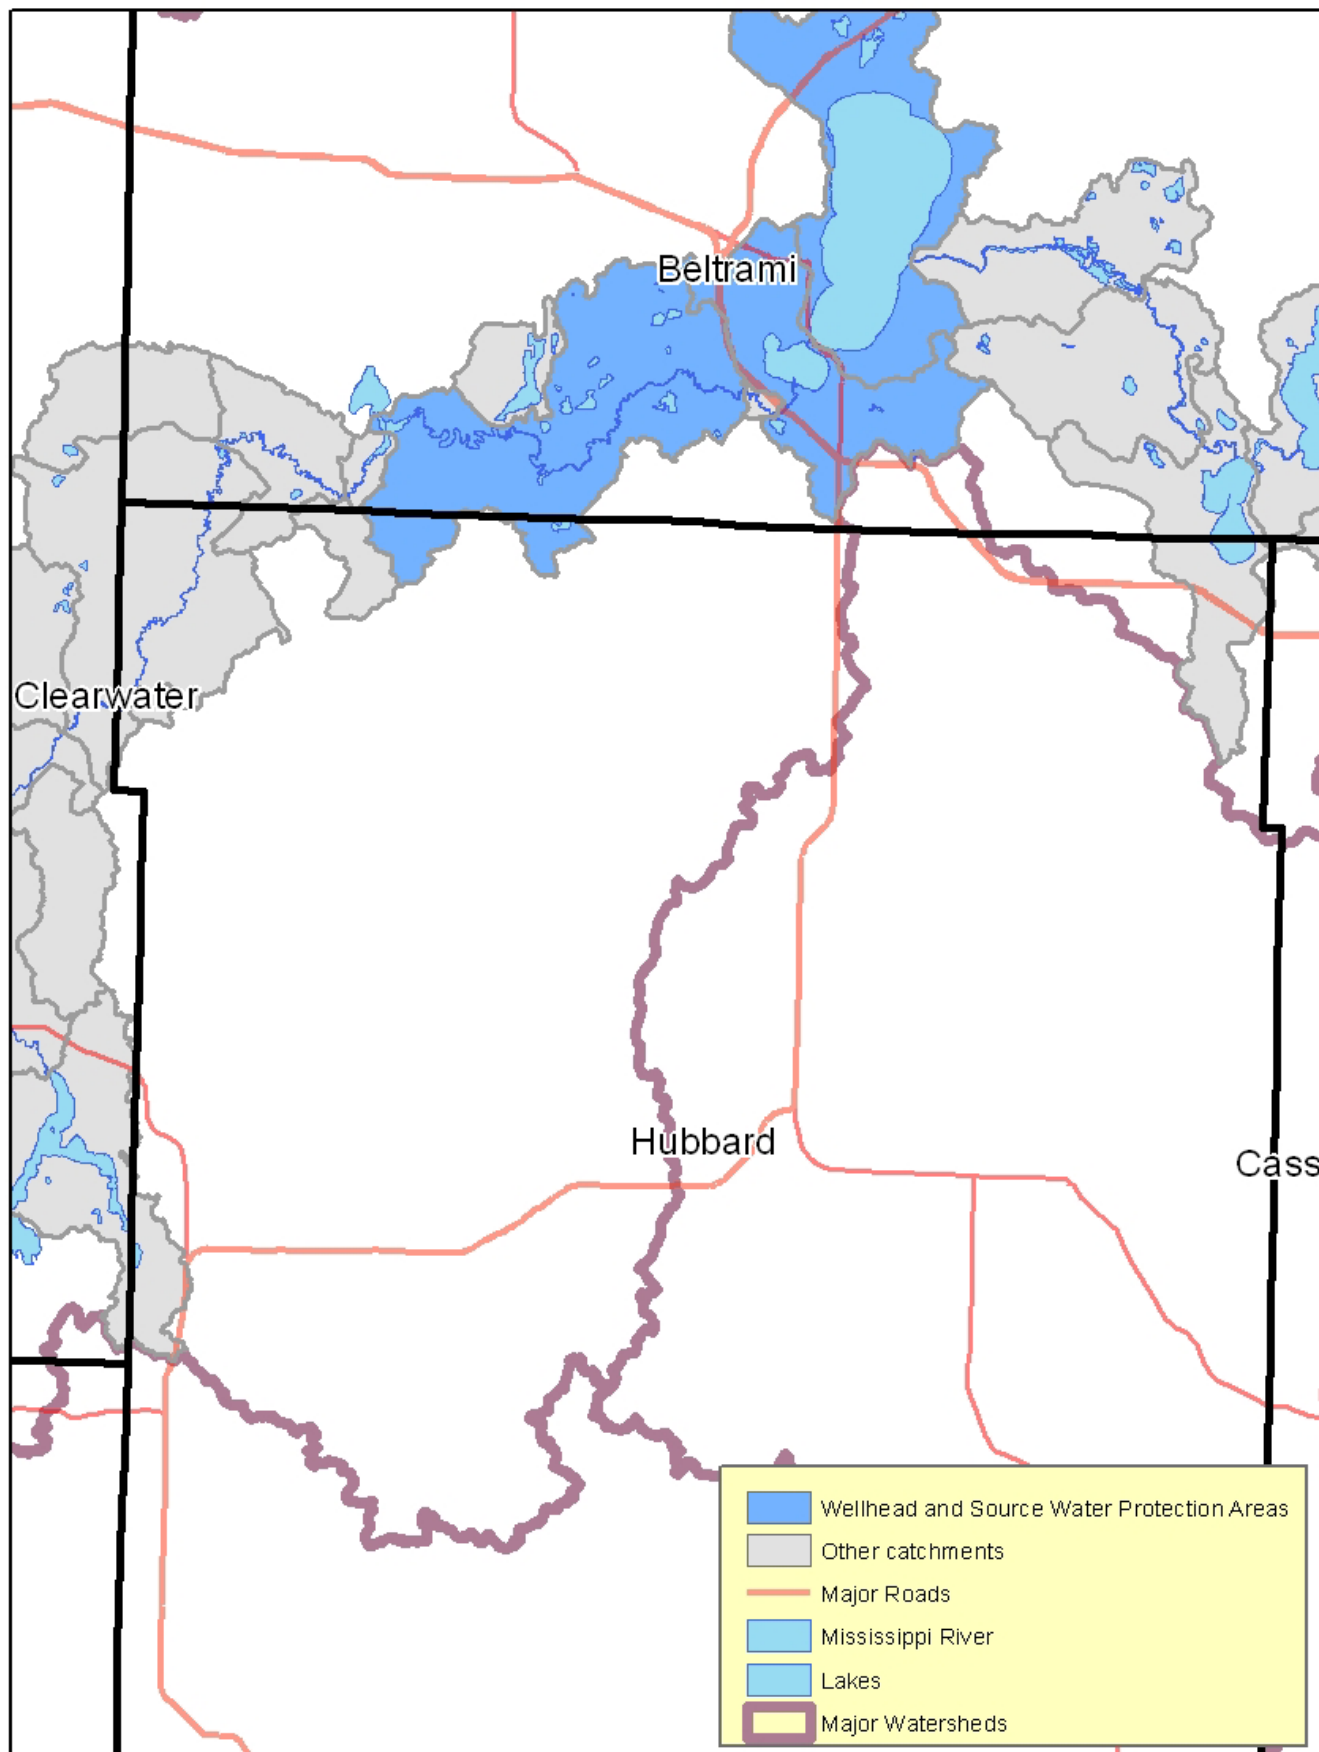 Beltrami
Clearwater
Hubbard
Cass
Wellhead and Source Water Protection Areas
Other catchments
Major Roads
Mississippi River
Lakes
Major Watersheds